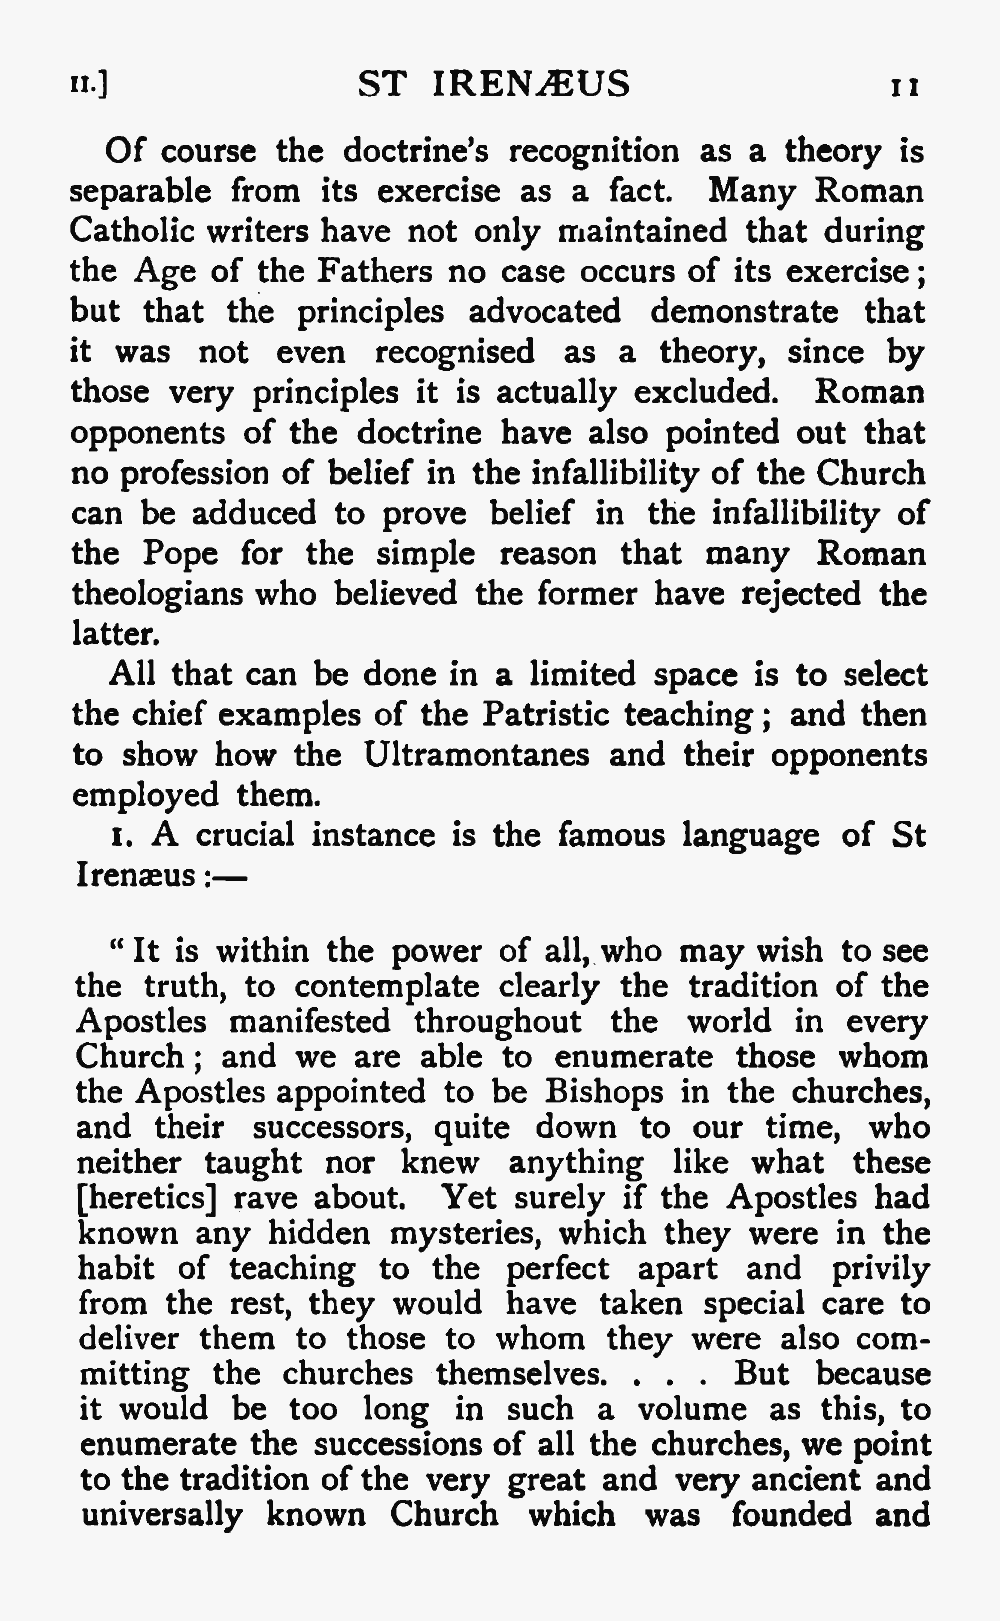 II.] ST IRENÆUS 11
Of course the doctrine's recognition as a theory is
separable from its exercise as a fact. Many Roman
Catholic writers have not only maintained that during
the Age of the Fathers no case occurs of its exercise;
but that the principles advocated demonstrate that
it was not even recognised as a theory, since by
those very principles it is actually excluded. Roman
opponents of the doctrine have also pointed out that
no profession of belief in the infallibility of the Church
can be adduced to prove belief in the infallibility of
the Pope for the simple reason that many Roman
theologians who believed the former have rejected the
latter.
All that can be done in a limited space is to select
the chief examples of the Patristic teaching; and then
to show how the Ultramontanes and their opponents
employed them.
1. A crucial instance is the famous language of St
Irenæus:—
"It is within the power of all, who may wish to see
the truth, to contemplate clearly the tradition of the
Apostles manifested throughout the world in every
Church; and we are able to enumerate those whom
the Apostles appointed to be Bishops in the churches,
and their successors, quite down to our time, who
neither taught nor knew anything like what these
[heretics] rave about. Yet surely if the Apostles had
known any hidden mysteries, which they were in the
habit of teaching to the perfect apart and privily
from the rest, they would have taken special care to
deliver them to those to whom they were also com-
mitting the churches themselves. . . . But because
it would be too long in such a volume as this, to
enumerate the successions of all the churches, we point
to the tradition of the very great and very ancient and
universally known Church which was founded and